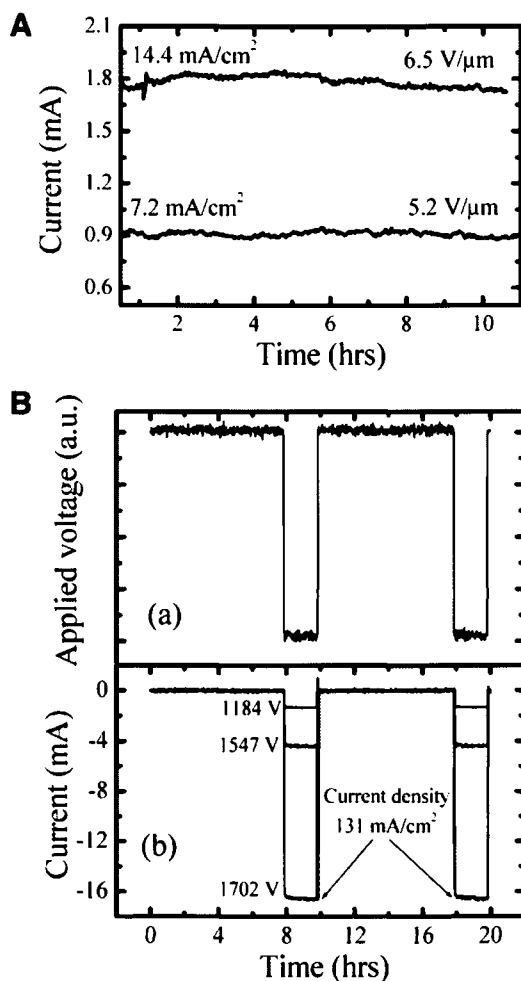 A
2.1
1.8
1.5
1.2
0.9
0.6
Current (mA)
14.4 mA/cm²
6.5 V/µm
7.2 mA/cm²
5.2 V/µm
2
4
6
8
10
Time (hrs)
B
Applied voltage (a.u.)
(a)
0
-4
-8
-12
-16
Current (mA)
1184 V
1547 V
Current density
131 mA/cm²
(b)
1702 V
0
4
8
12
16
20
Time (hrs)